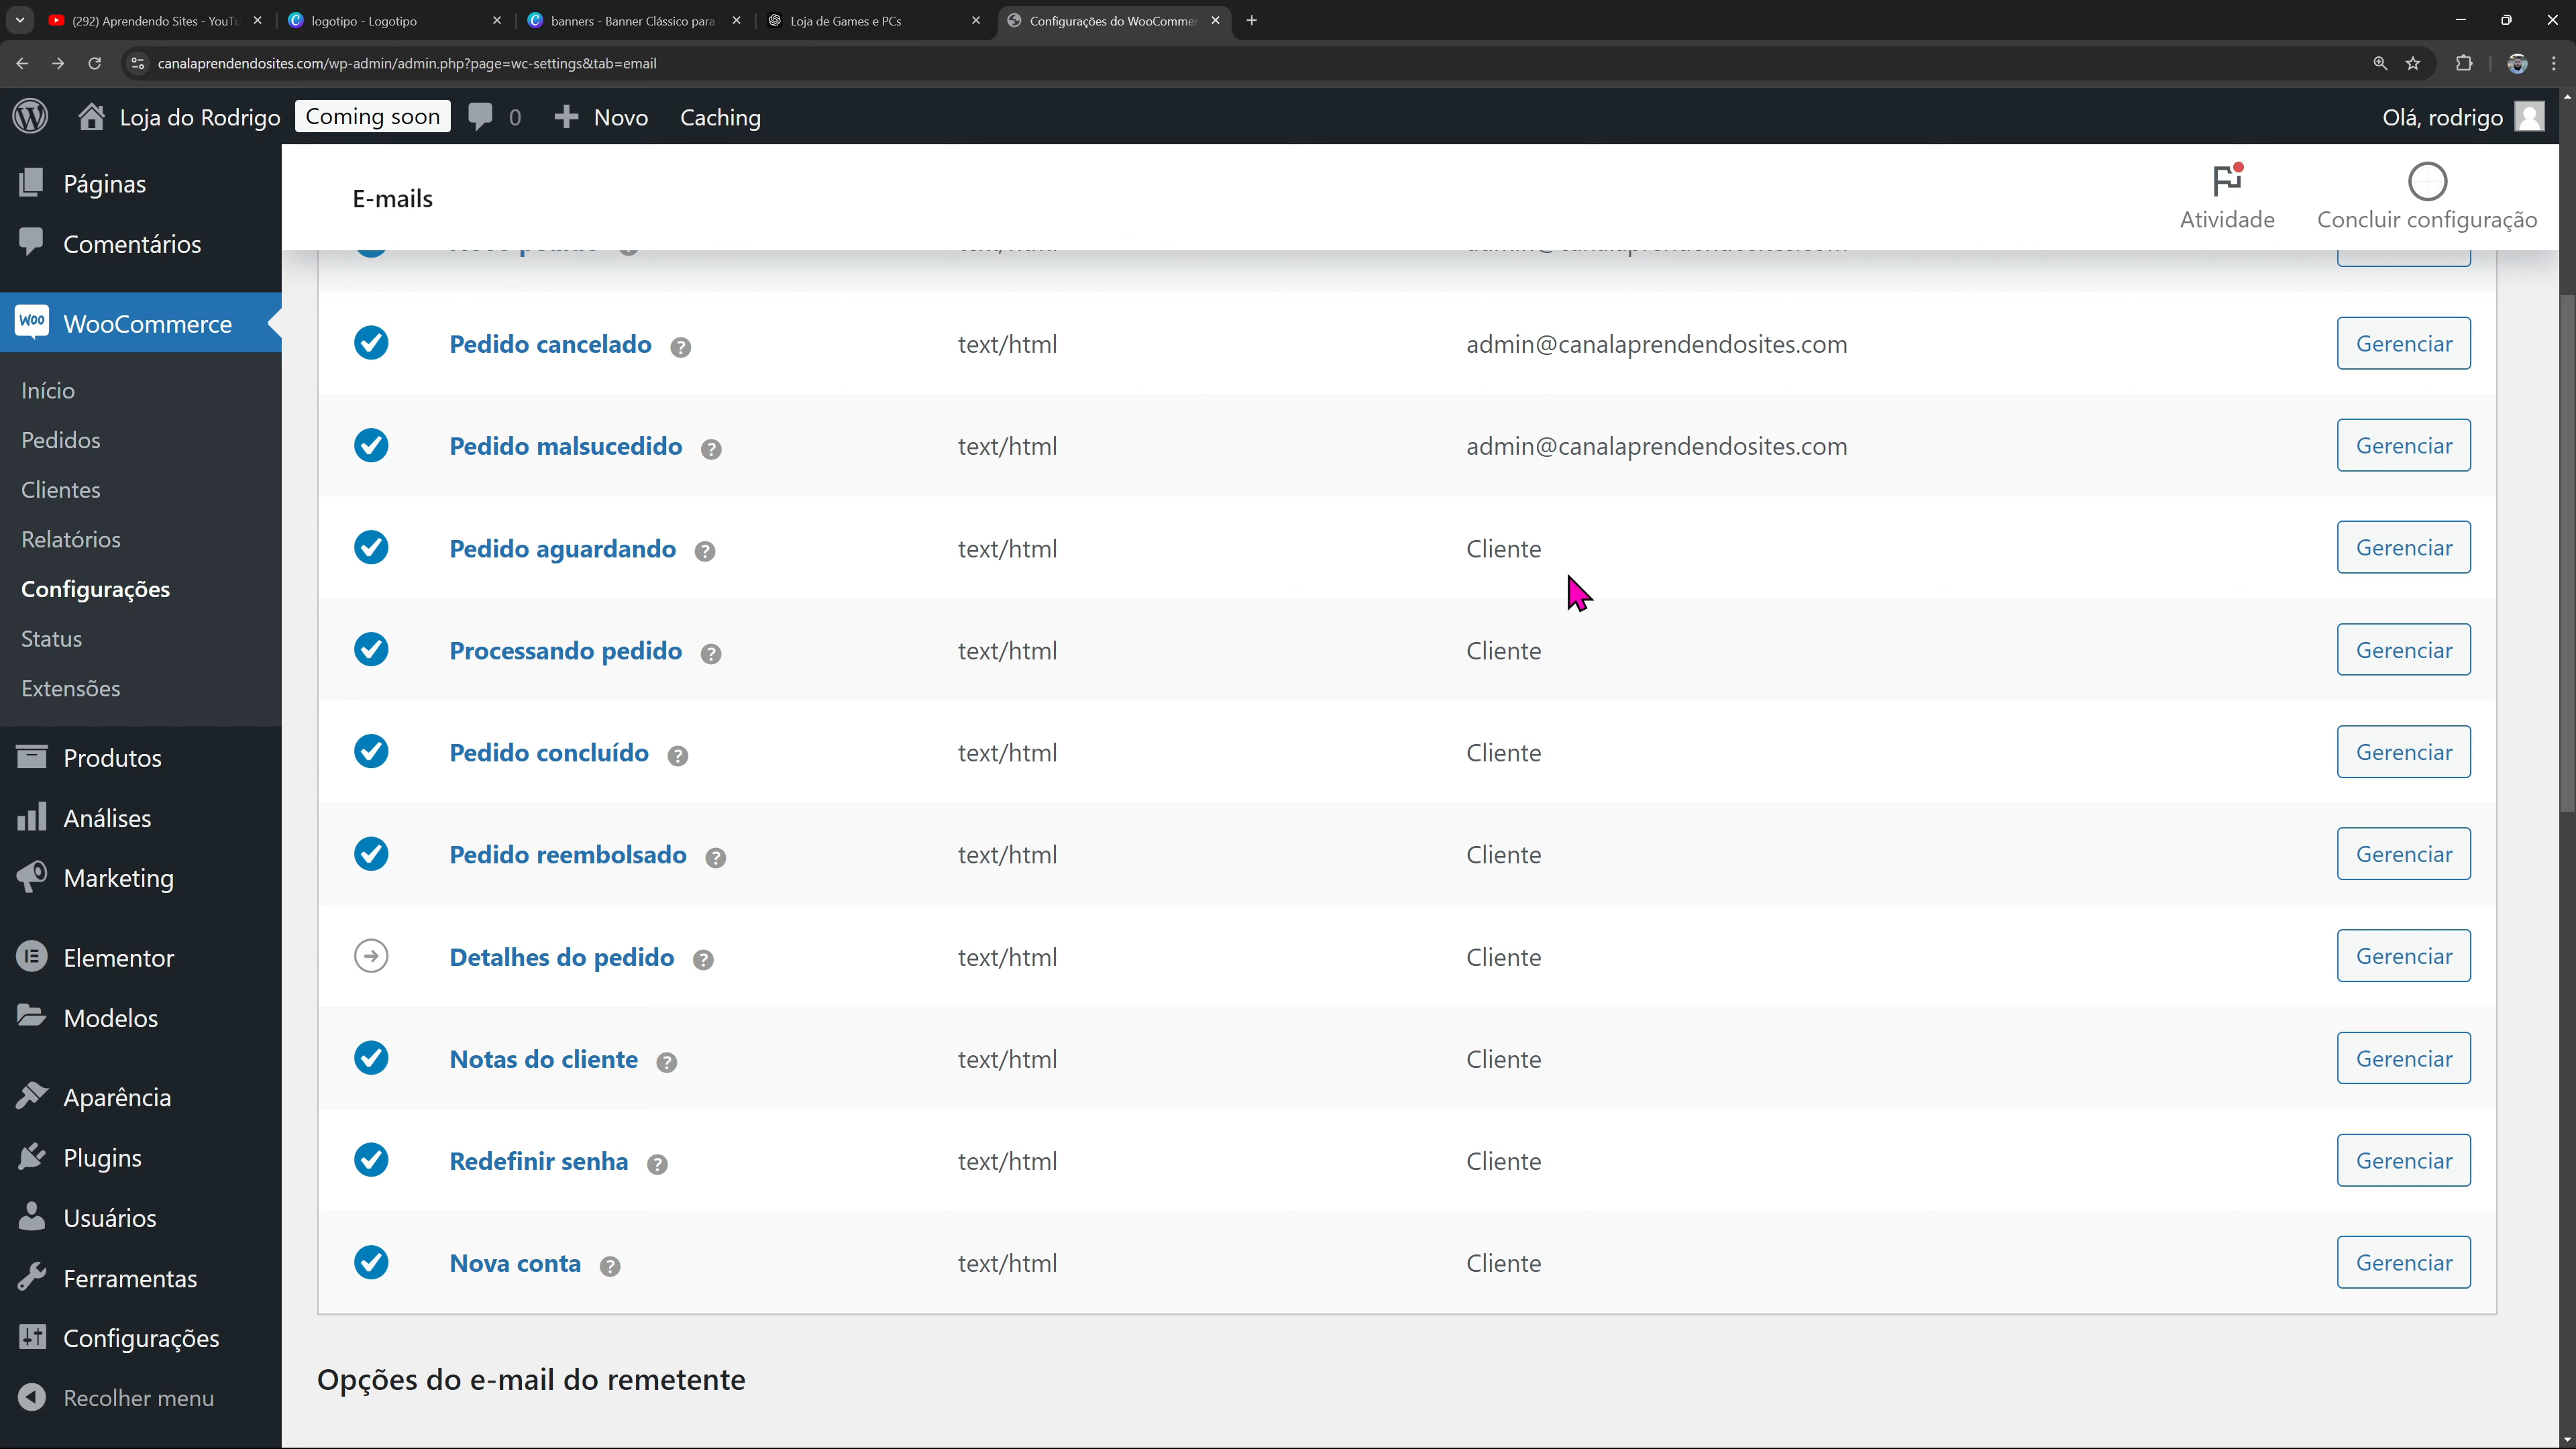 (292) Aprendendo Sites - YouTu
logotipo - Logotipo
banners - Banner Clássico para
Loja de Games e PCs
Configurações do WooCommer
canalaprendendosites.com/wp-admin/admin.php?page=wc-settings&tab=email
Loja do Rodrigo
Coming soon
0
Novo
Caching
Olá, rodrigo
Páginas
Comentários
WooCommerce
Início
Pedidos
Clientes
Relatórios
Configurações
Status
Extensões
Produtos
Análises
Marketing
Elementor
Modelos
Aparência
Plugins
Usuários
Ferramentas
Configurações
Recolher menu
E-mails
Atividade
Concluir configuração
Pedido cancelado ? text/html admin@canalaprendendosites.com Gerenciar
Pedido malsucedido ? text/html admin@canalaprendendosites.com Gerenciar
Pedido aguardando ? text/html Cliente Gerenciar
Processando pedido ? text/html Cliente Gerenciar
Pedido concluído ? text/html Cliente Gerenciar
Pedido reembolsado ? text/html Cliente Gerenciar
Detalhes do pedido ? text/html Cliente Gerenciar
Notas do cliente ? text/html Cliente Gerenciar
Redefinir senha ? text/html Cliente Gerenciar
Nova conta ? text/html Cliente Gerenciar
Opções do e-mail do remetente